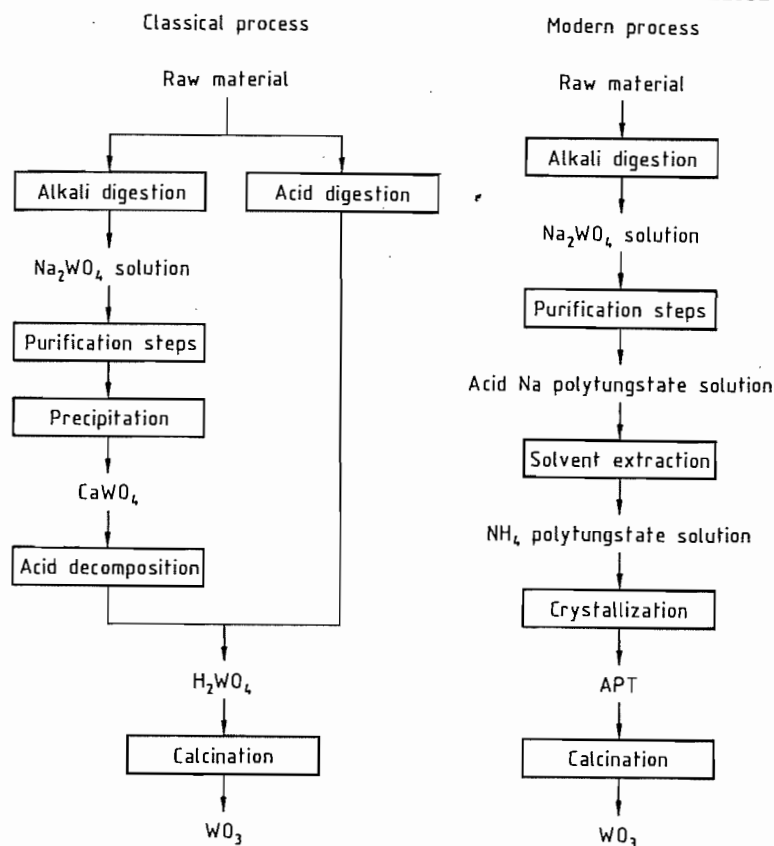 Classical process
Raw material
Alkali digestion
Acid digestion
Na₂WO₄ solution
Purification steps
Precipitation
CaWO₄
Acid decomposition
H₂WO₄
Calcination
WO₃
Modern process
Raw material
Alkali digestion
Na₂WO₄ solution
Purification steps
Acid Na polytungstate solution
Solvent extraction
NH₄ polytungstate solution
Crystallization
APT
Calcination
WO₃